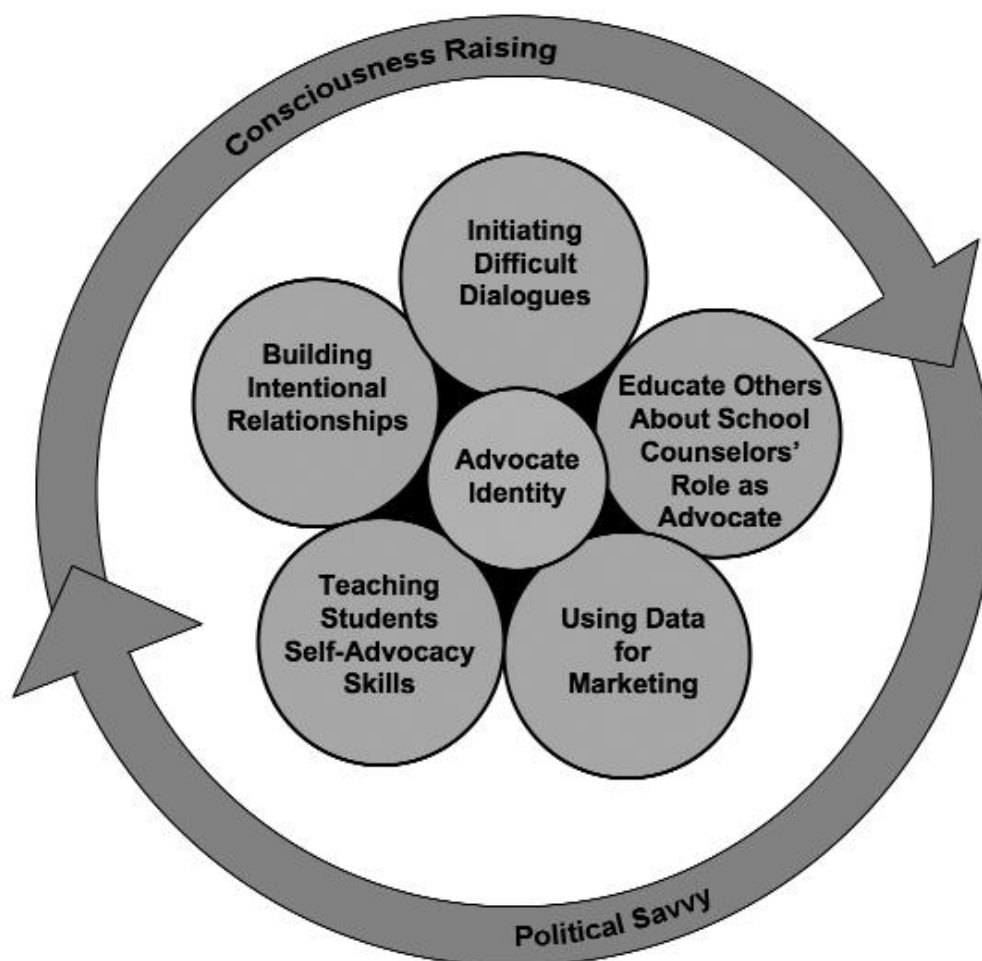 Consciousness Raising
Initiating
Difficult
Dialogues
Building
Intentional
Relationships
Educate Others
About School
Counselors’
Role as
Advocate
Advocate
Identity
Teaching
Students
Self-Advocacy
Skills
Using Data
for
Marketing
Political Savvy